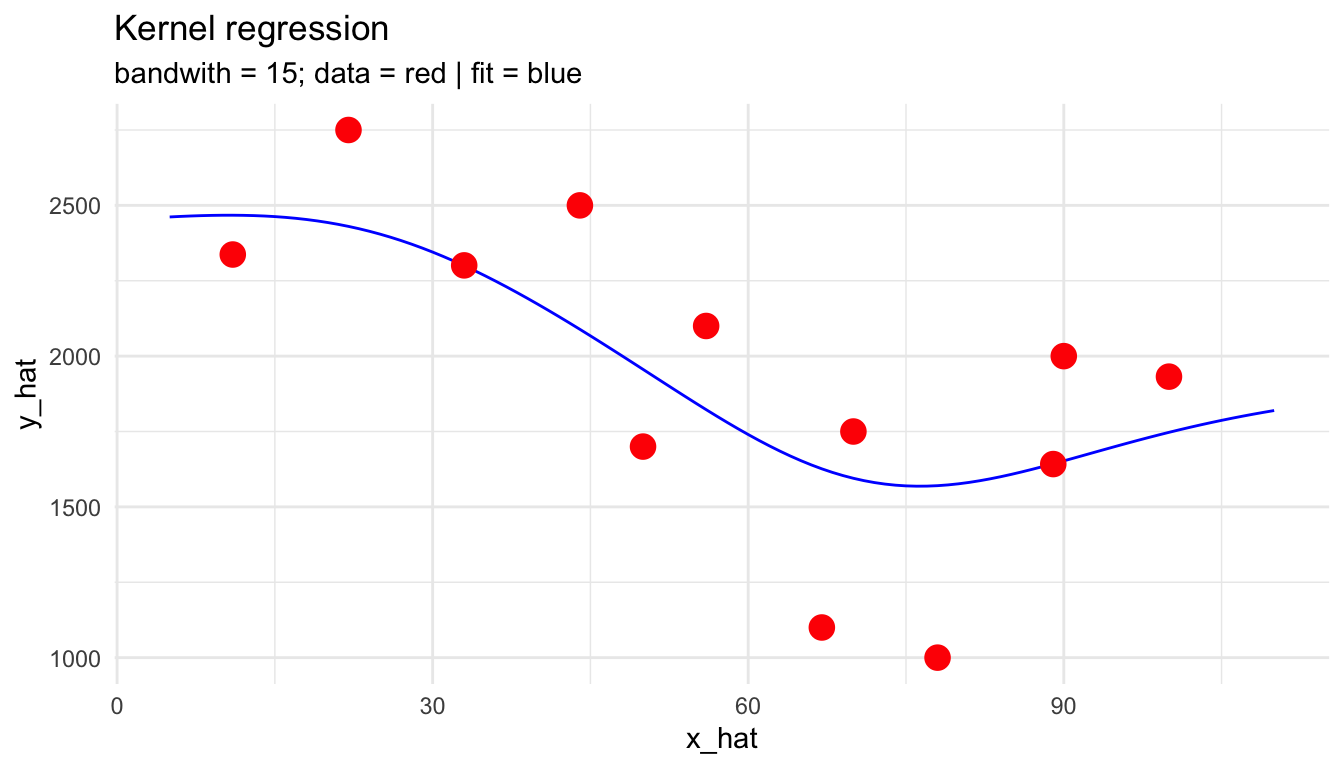 Kernel regression
bandwith = 15; data = red | fit = blue
2500
2000
1500
1000
y_hat
0 30 60 90
x_hat